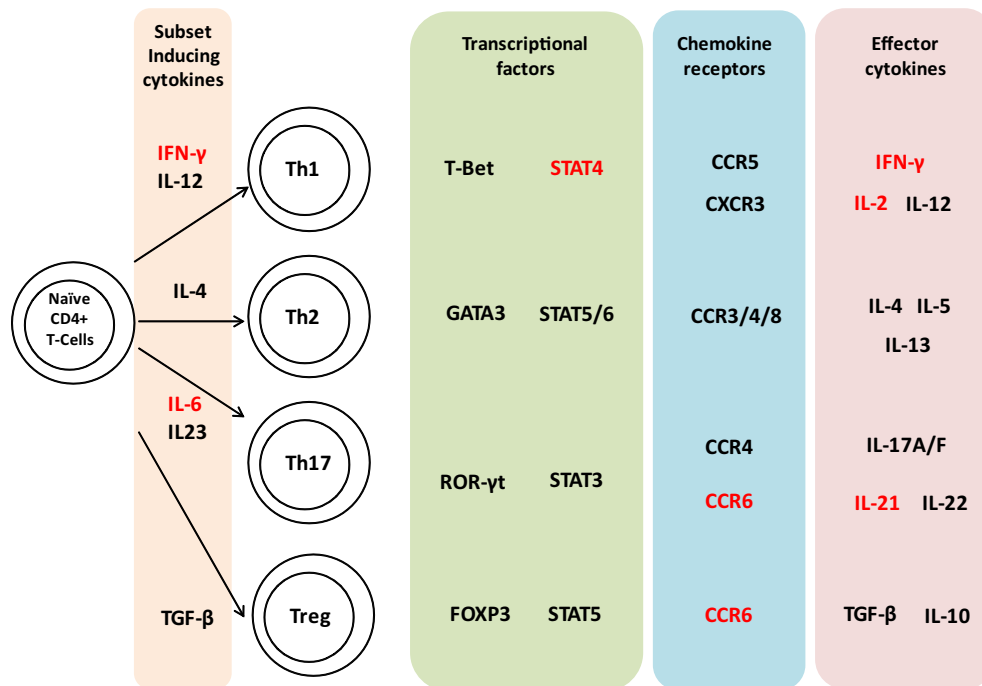 Subset
Inducing
cytokines
Transcriptional
factors
Chemokine
receptors
Effector
cytokines
IFN-γ
IL-12
Th1
T-Bet STAT4
CCR5
CXCR3
IFN-γ
IL-2 IL-12
Naïve
CD4+
T-Cells
IL-4
Th2
GATA3 STAT5/6
CCR3/4/8
IL-4 IL-5
IL-13
IL-6
IL23
Th17
ROR-γt STAT3
CCR4
CCR6
IL-17A/F
IL-21 IL-22
TGF-β
Treg
FOXP3 STAT5
CCR6
TGF-β IL-10